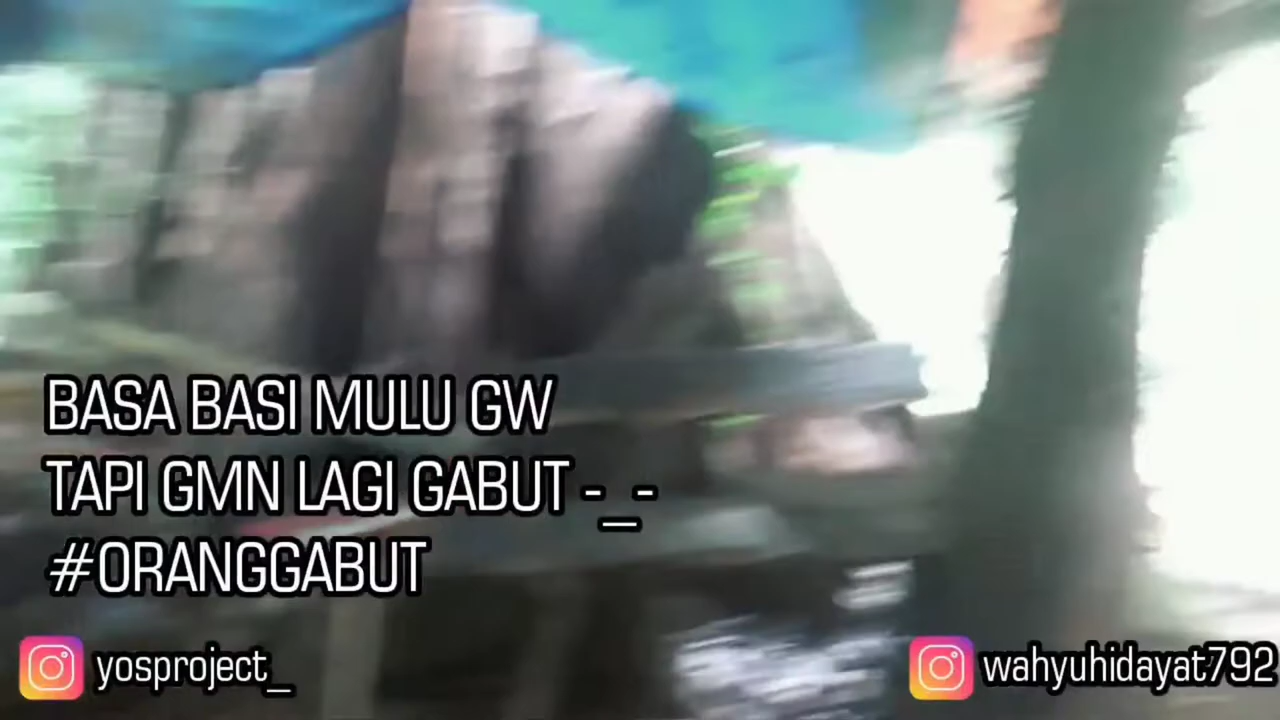 BASA BASI MULU GW
TAPI GMN LAGI GABUT -_-
#ORANGGABUT
yosproject_
wahyuhidayat792